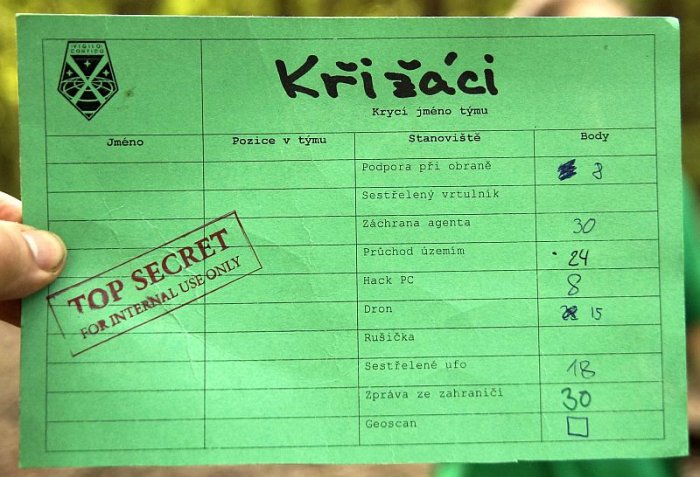 VIGILO
CONFIDO
Křižáci
Krycí jméno týmu
Jméno Pozice v týmu Stanoviště Body
Podpora při obraně 8
Sestřelený vrtulník
Záchrana agenta 30
Průchod územím 24
Hack PC 8
Dron 15
Rušička
Sestřelené ufo 18
Zpráva ze zahraničí 30
Geoscan
TOP SECRET
FOR INTERNAL USE ONLY